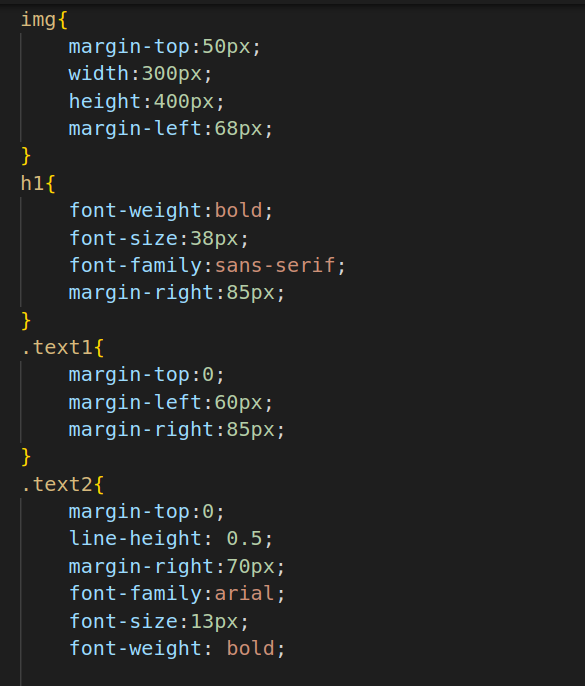 img{
    margin-top:50px;
    width:300px;
    height:400px;
    margin-left:68px;
}
h1{
    font-weight:bold;
    font-size:38px;
    font-family:sans-serif;
    margin-right:85px;
}
.text1{
    margin-top:0;
    margin-left:60px;
    margin-right:85px;
}
.text2{
    margin-top:0;
    line-height: 0.5;
    margin-right:70px;
    font-family:arial;
    font-size:13px;
    font-weight: bold;